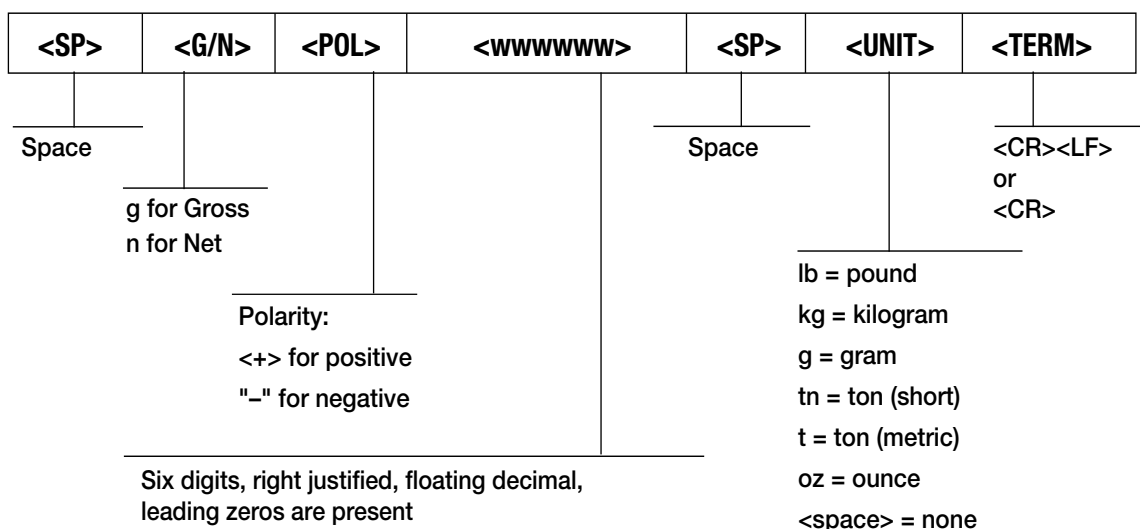 <SP> <G/N> <POL> <wwwwww> <SP> <UNIT> <TERM>
Space
g for Gross
n for Net
Polarity:
<+> for positive
"–" for negative
Six digits, right justified, floating decimal,
leading zeros are present
Space
lb = pound
kg = kilogram
g = gram
tn = ton (short)
t = ton (metric)
oz = ounce
<space> = none
<CR><LF>
or
<CR>